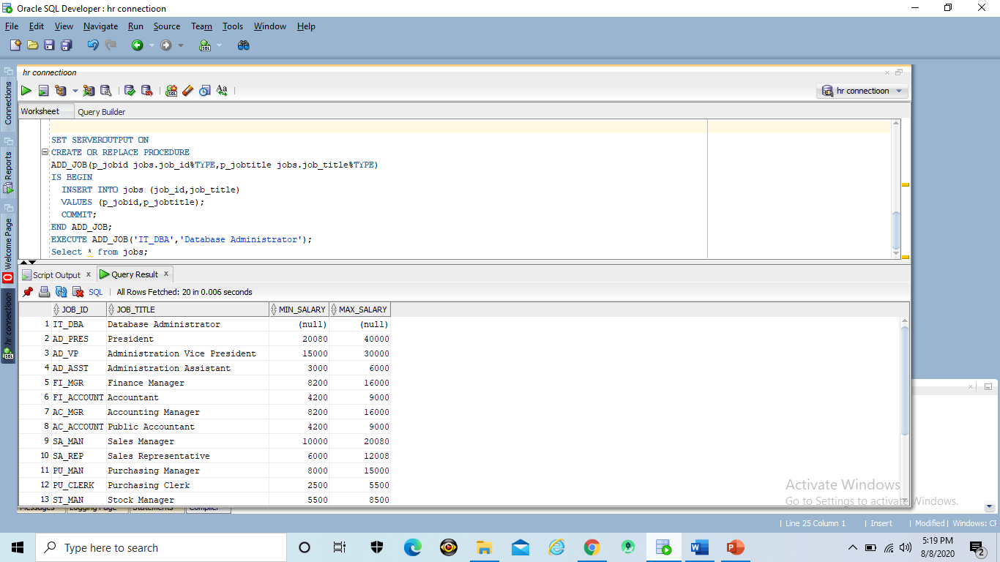 Oracle SQL Developer : hr connectioon
File Edit View Navigate Run Source Team Tools Window Help
hr connectioon
hr connectioon
Worksheet Query Builder
SET SERVEROUTPUT ON
CREATE OR REPLACE PROCEDURE
ADD_JOB(p_jobid jobs.job_id%TYPE,p_jobtitle jobs.job_title%TYPE)
IS BEGIN
INSERT INTO jobs (job_id,job_title)
VALUES (p_jobid,p_jobtitle);
COMMIT;
END ADD_JOB;
EXECUTE ADD_JOB('IT_DBA','Database Administrator');
Select * from jobs;
Connections
Reports
Welcome Page
hr connectioon
Script Output x Query Result x
SQL | All Rows Fetched: 20 in 0.006 seconds
JOB_ID JOB_TITLE MIN_SALARY MAX_SALARY
1 IT_DBA Database Administrator (null) (null)
2 AD_PRES President 20080 40000
3 AD_VP Administration Vice President 15000 30000
4 AD_ASST Administration Assistant 3000 6000
5 FI_MGR Finance Manager 8200 16000
6 FI_ACCOUNT Accountant 4200 9000
7 AC_MGR Accounting Manager 8200 16000
8 AC_ACCOUNT Public Accountant 4200 9000
9 SA_MAN Sales Manager 10000 20080
10 SA_REP Sales Representative 6000 12008
11 PU_MAN Purchasing Manager 8000 15000
12 PU_CLERK Purchasing Clerk 2500 5500
13 ST_MAN Stock Manager 5500 8500
Messages Logging Page Statements Compiler
Activate Windows
Go to Settings to activate Windows.
| Line 25 Column 1 | Insert | Modified | Windows: CF
Type here to search
5:19 PM
8/8/2020
2